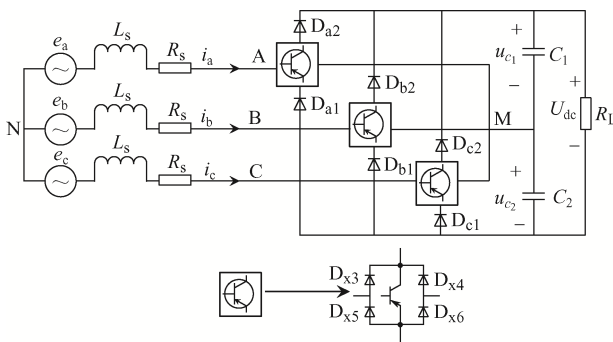 L_s
D_a2
e_a
R_s
i_a
A
+
u_c1
C_1
−
L_s
D_a1
D_b2
+
e_b
R_s
i_b
N
B
M
U_dc
R_L
L_s
D_c2
−
e_c
R_s
i_c
C
D_b1
+
u_c2
C_2
D_c1
−
D_x3
D_x4
D_x5
D_x6